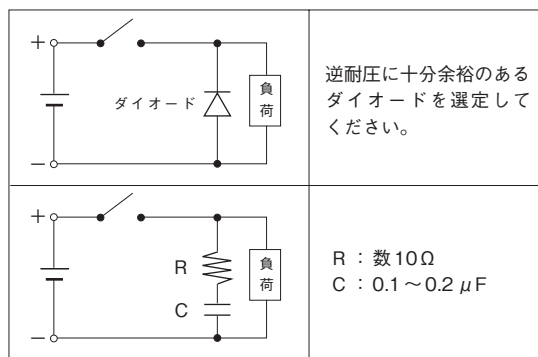 +
ダイオード
負荷
−
逆耐圧に十分余裕のある
ダイオードを選定して
ください。
+
R
C
負荷
−
R：数10Ω
C：0.1～0.2μF